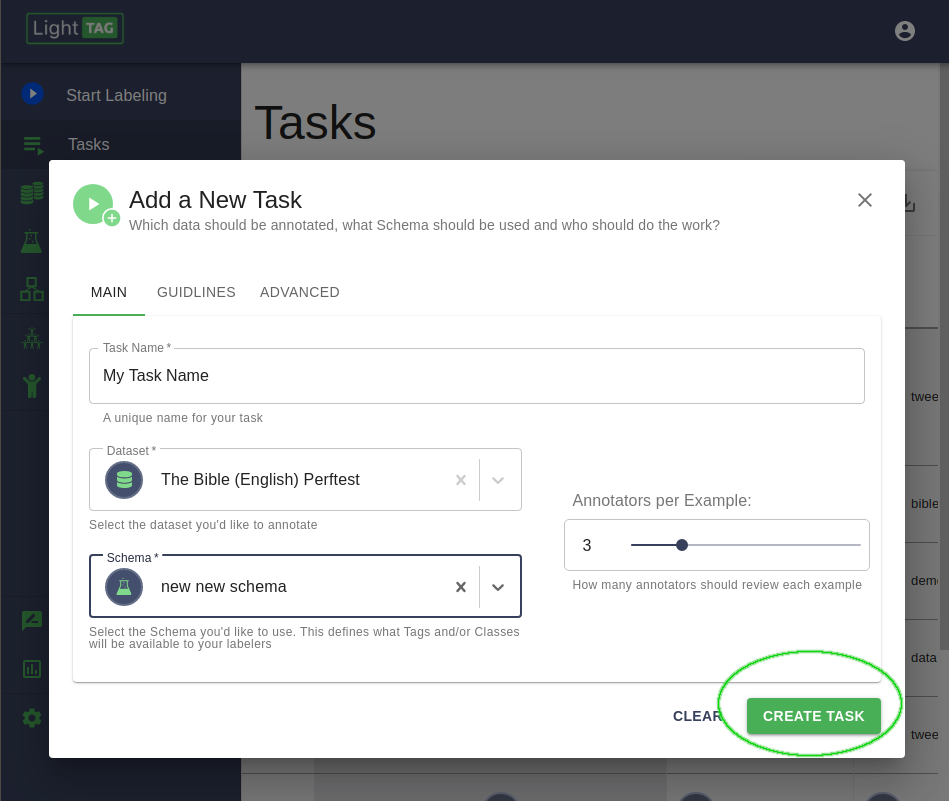 Light TAG
Start Labeling
Tasks
Tasks
Add a New Task
Which data should be annotated, what Schema should be used and who should do the work?
MAIN GUIDLINES ADVANCED
Task Name *
My Task Name
A unique name for your task
Dataset *
The Bible (English) Perftest
Select the dataset you'd like to annotate
Annotators per Example:
3
How many annotators should review each example
Schema *
new new schema
Select the Schema you'd like to use. This defines what Tags and/or Classes
will be available to your labelers
CLEAR CREATE TASK
twee
bible
data
twee